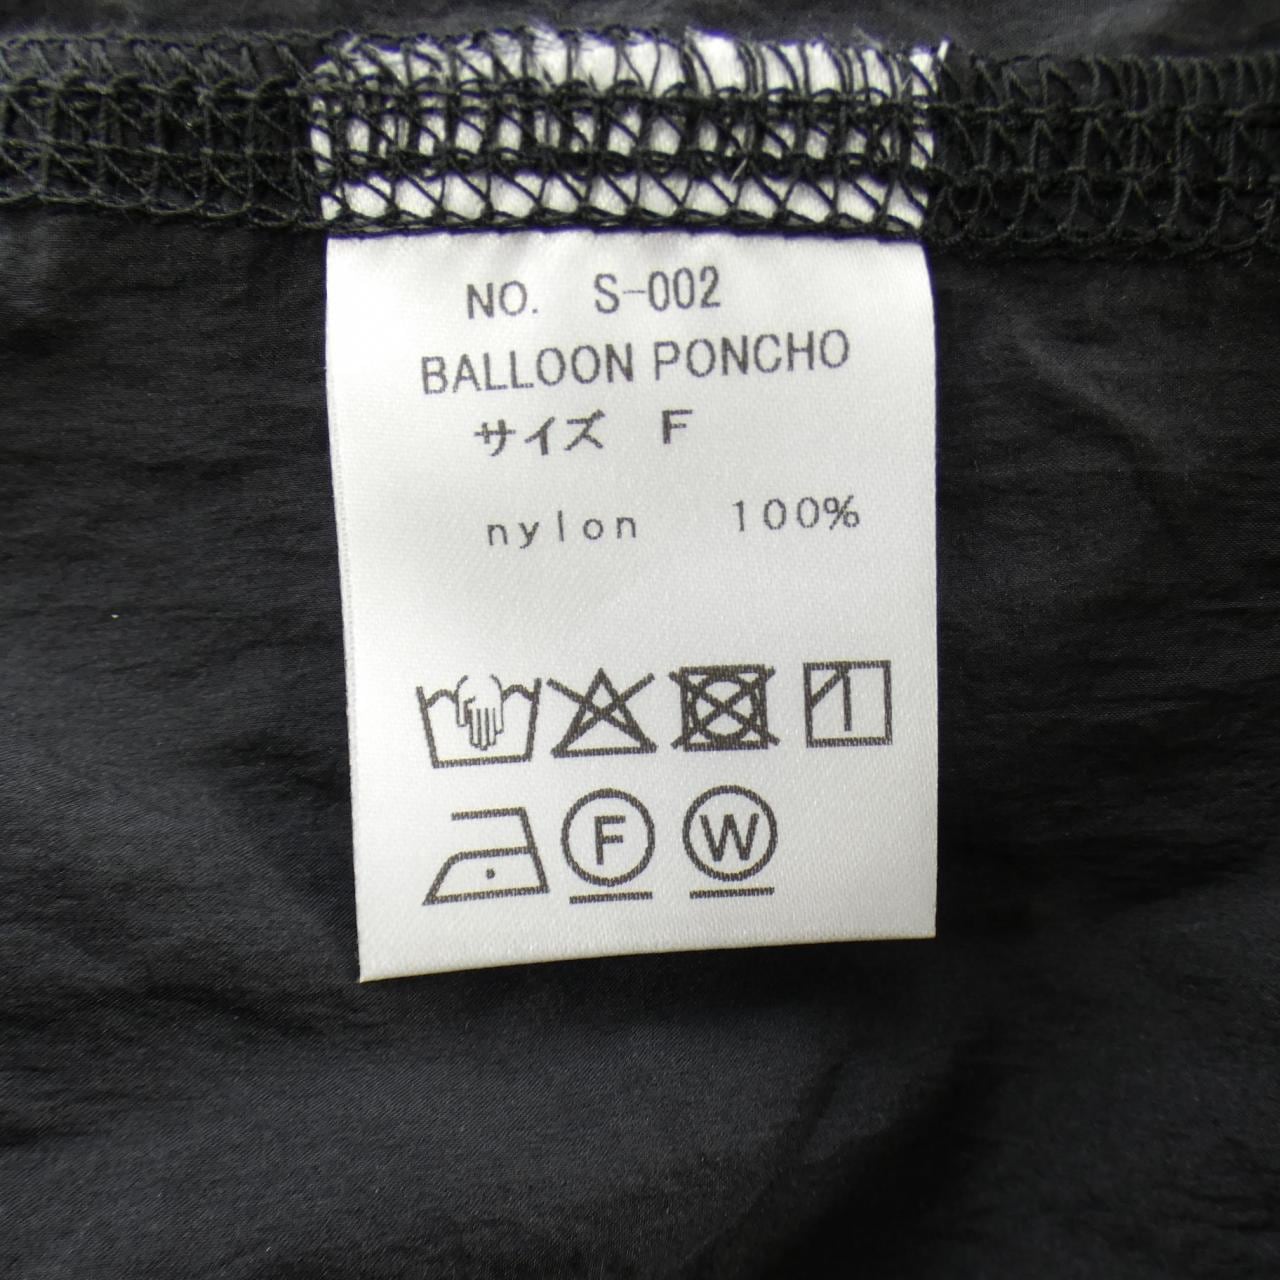 NO. S-002
BALLOON PONCHO
サイズ F
nylon 100%
F W